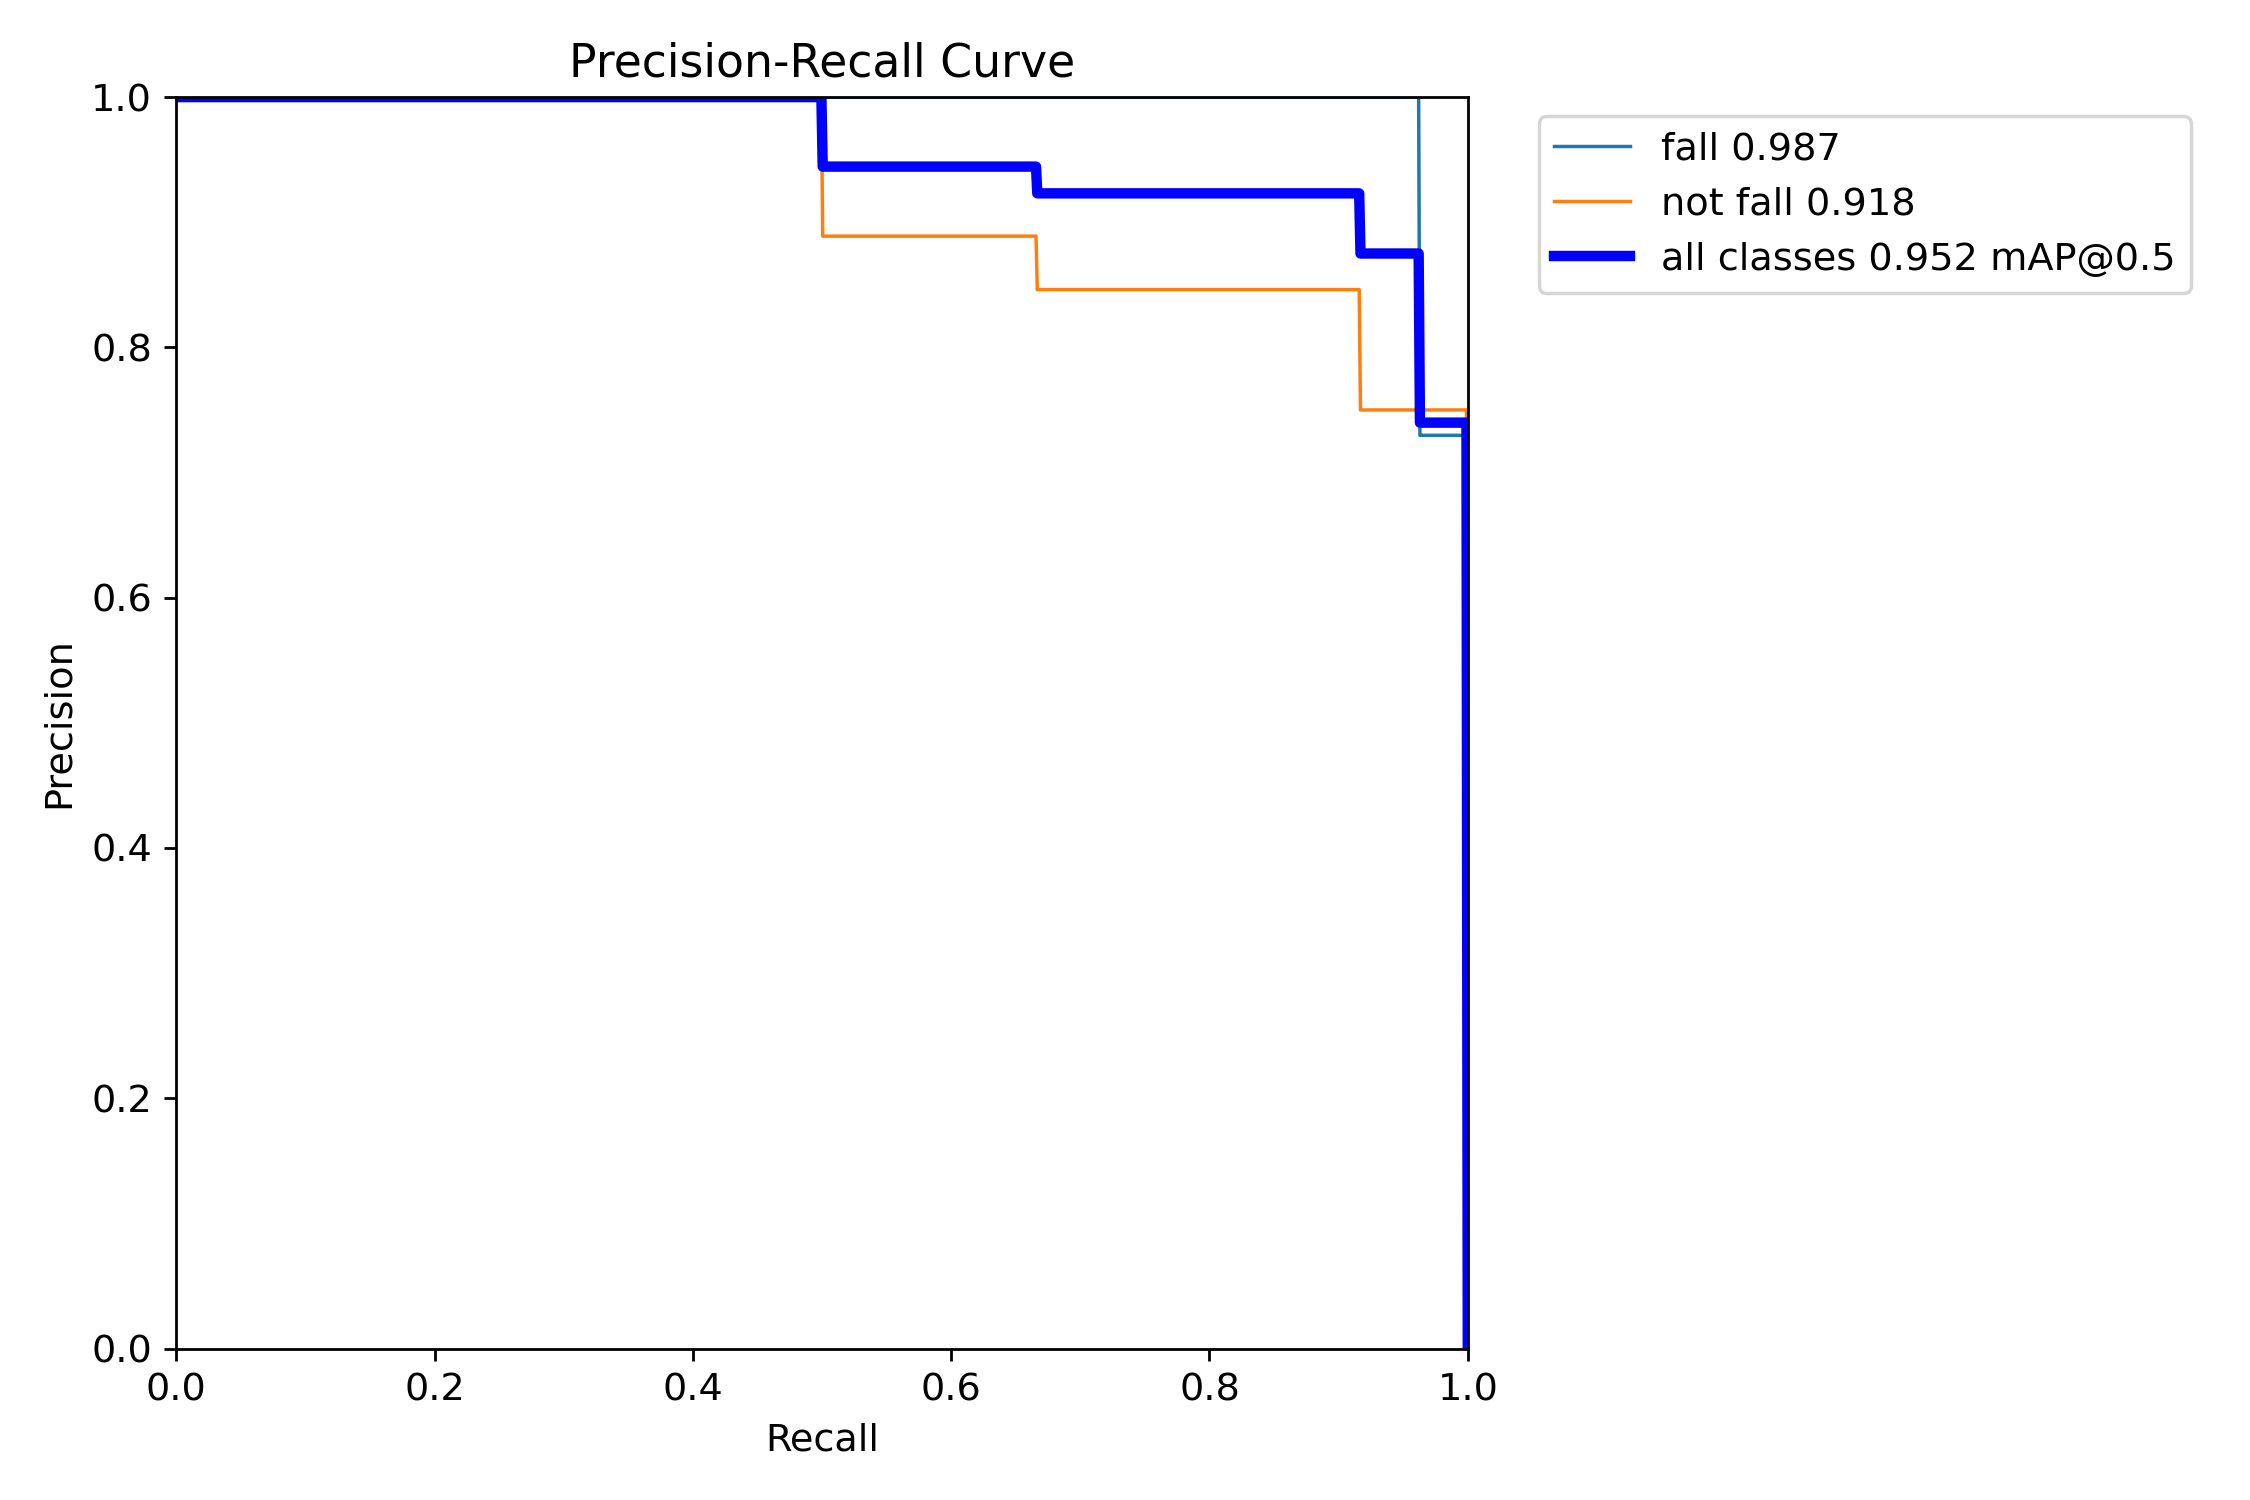 Precision-Recall Curve
1.0
0.8
0.6
0.4
0.2
0.0
Precision
0.0 0.2 0.4 0.6 0.8 1.0
Recall
fall 0.987
not fall 0.918
all classes 0.952 mAP@0.5